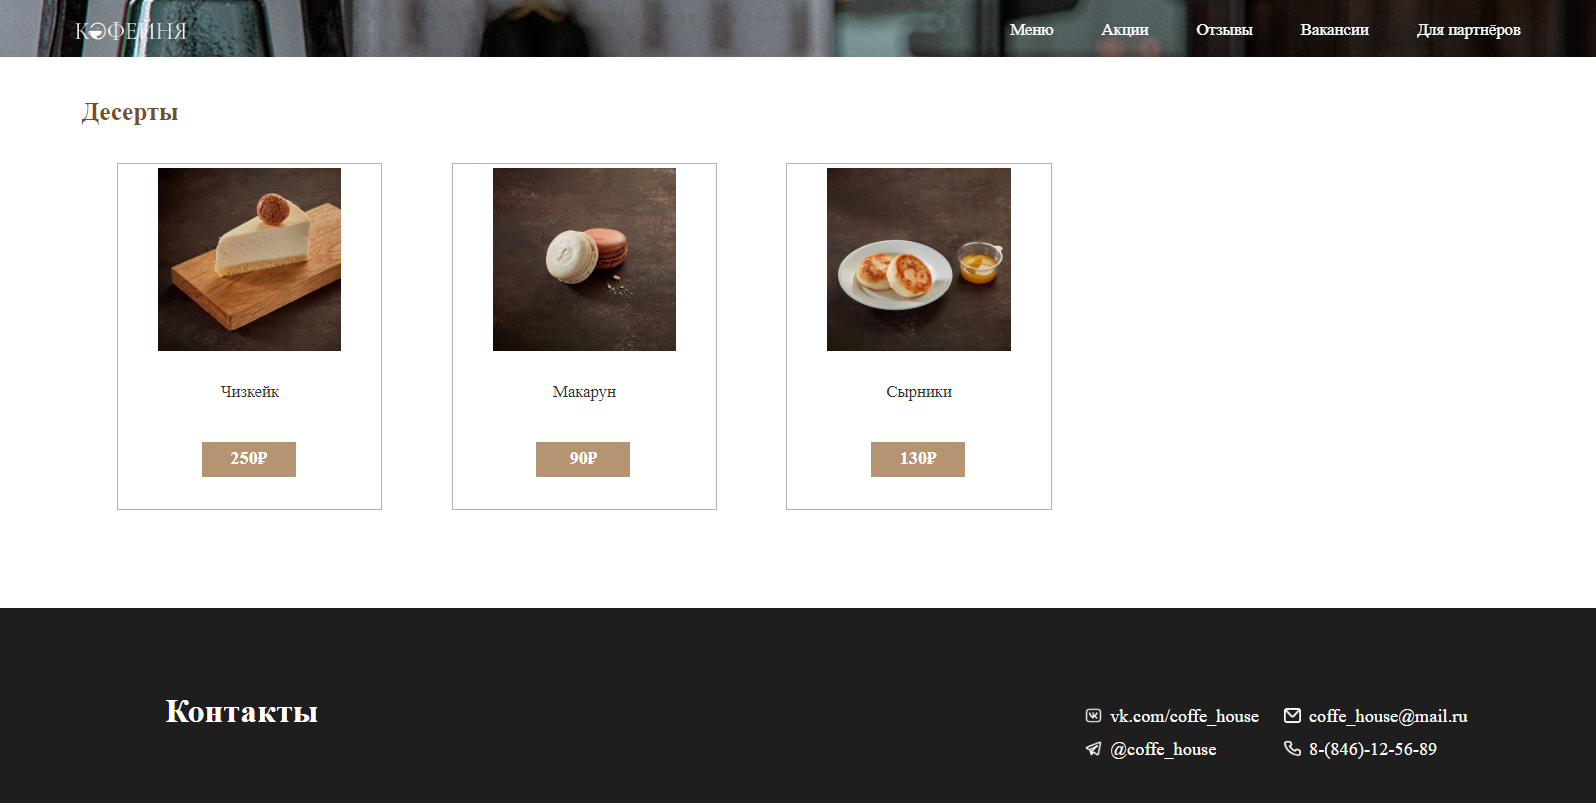 КОФЕЙНЯ
Меню Акции Отзывы Вакансии Для партнёров
Десерты
Чизкейк
Макарун
Сырники
250₽
90₽
130₽
Контакты
vk.com/coffe_house
coffe_house@mail.ru
@coffe_house
8-(846)-12-56-89